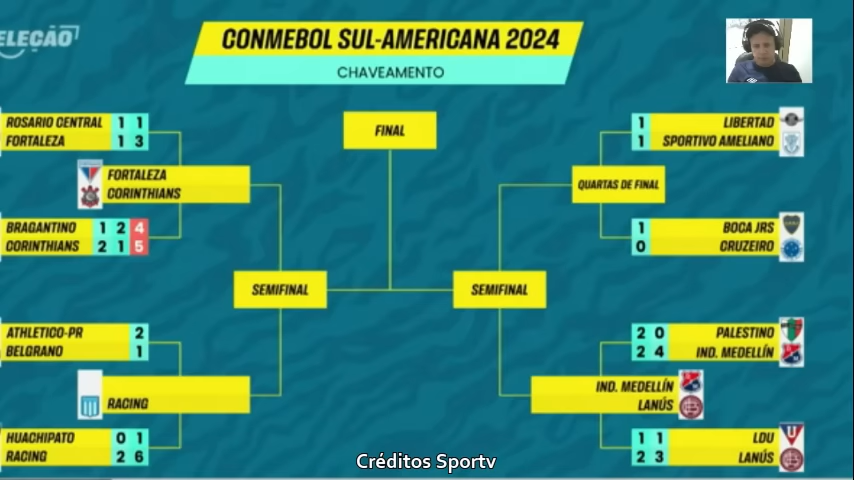 ELEÇÃO
CONMEBOL SUL-AMERICANA 2024
CHAVEAMENTO
ROSARIO CENTRAL 1 1
FORTALEZA 1 3
FORTALEZA
CORINTHIANS
BRAGANTINO 1 2 4
CORINTHIANS 2 1 5
ATHLETICO-PR 2
BELGRANO 1
RACING
HUACHIPATO 0 1
RACING 2 6
SEMIFINAL
FINAL
SEMIFINAL
1 LIBERTAD
1 SPORTIVO AMELIANO
QUARTAS DE FINAL
1 BOCA JRS
0 CRUZEIRO
2 0 PALESTINO
2 4 IND. MEDELLÍN
IND. MEDELLÍN
LANÚS
1 1 LDU
2 3 LANÚS
Créditos Sportv